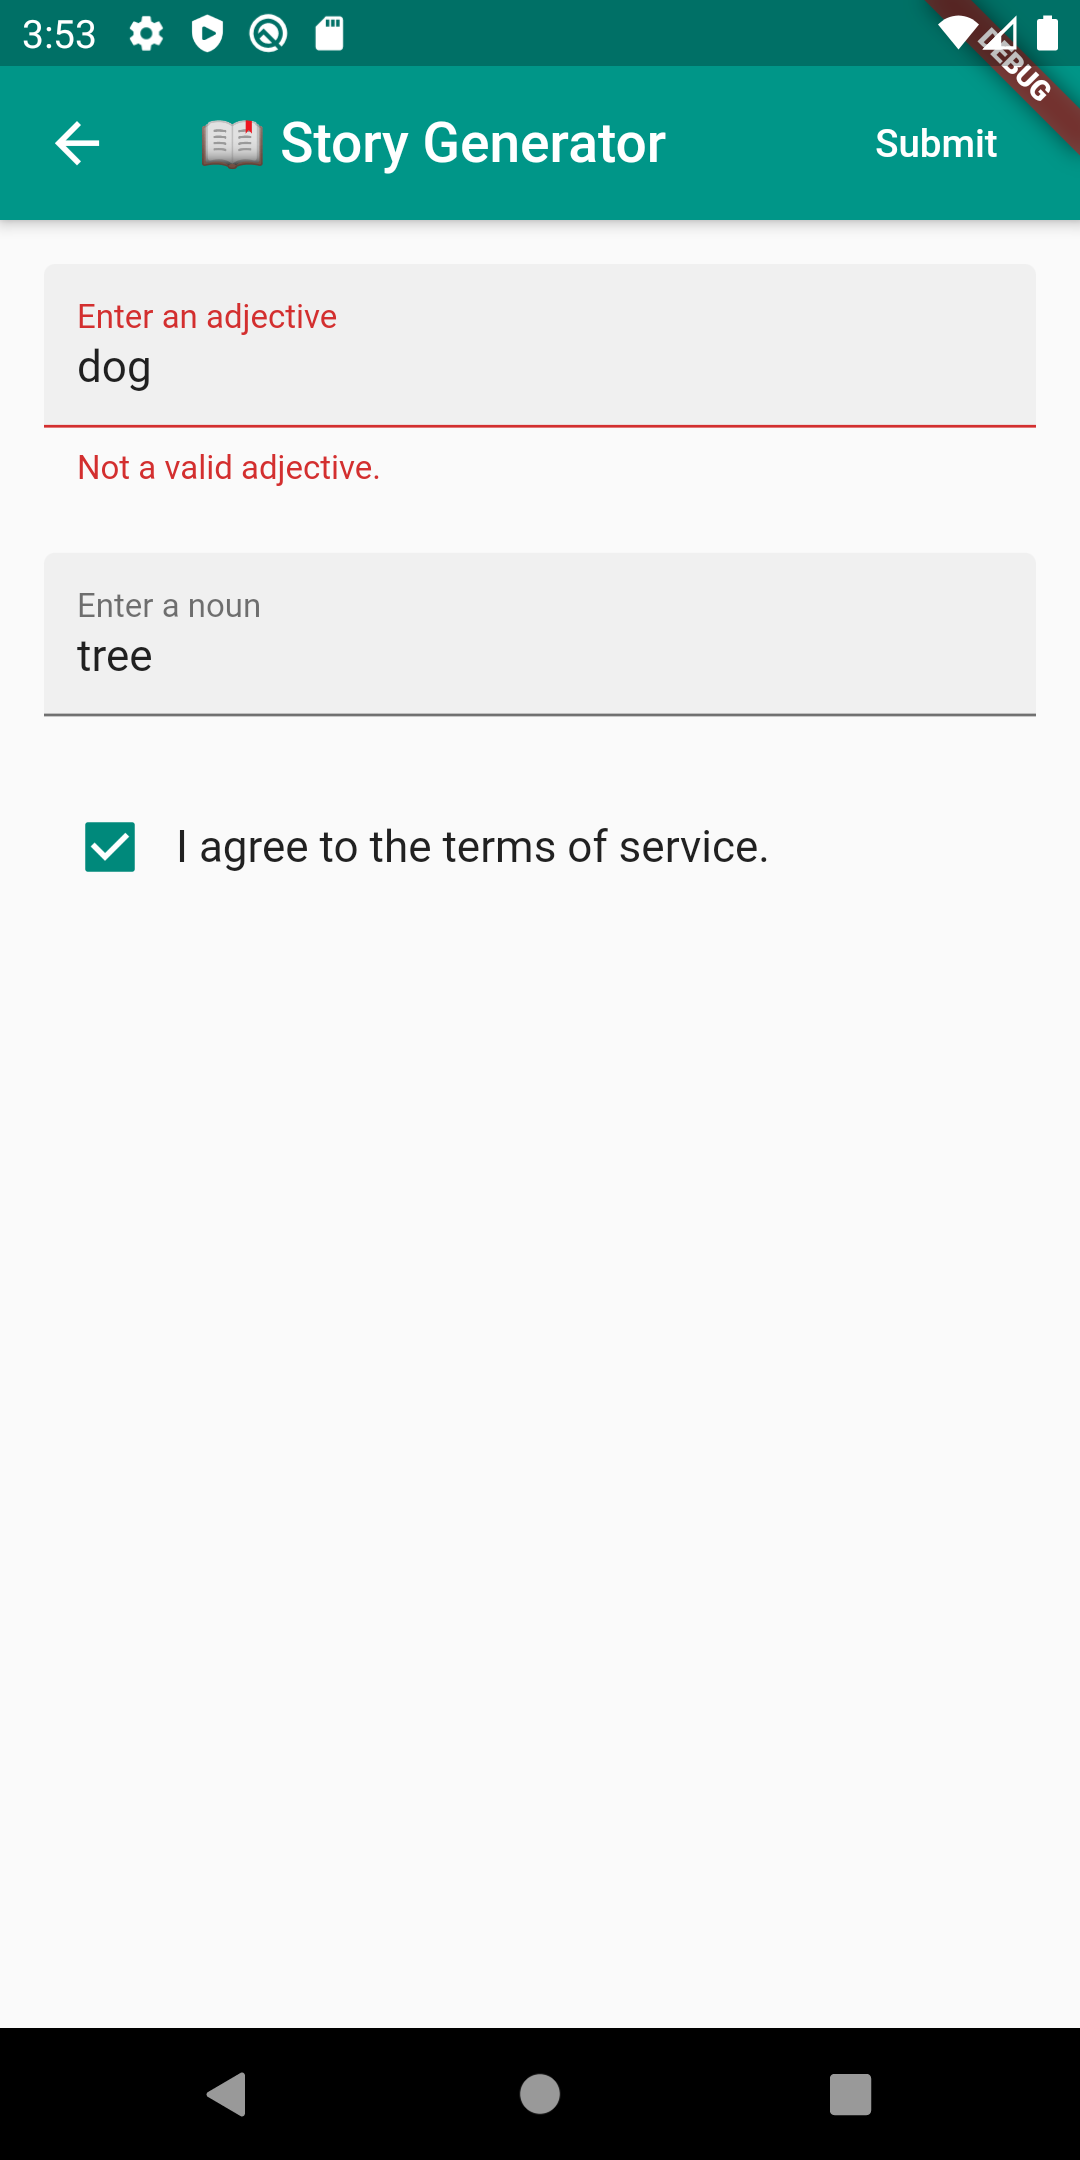 3:53
DEBUG
Story Generator
Submit
Enter an adjective
dog
Not a valid adjective.
Enter a noun
tree
I agree to the terms of service.